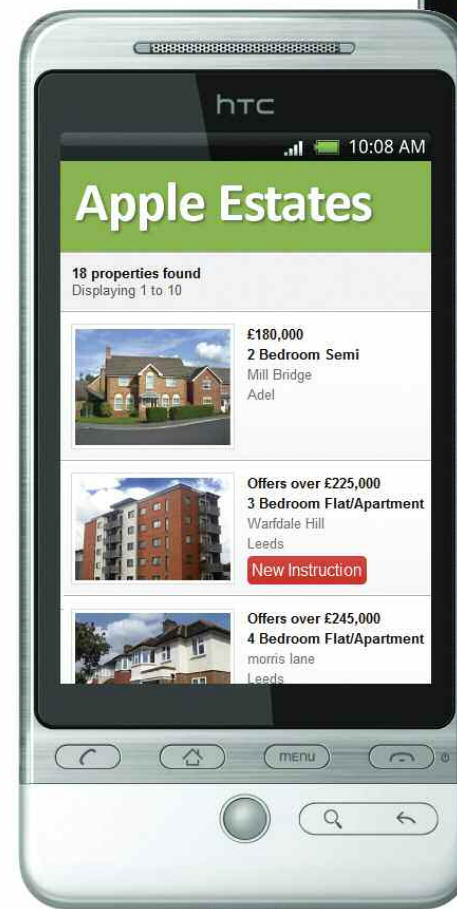 hTC
10:08 AM
Apple Estates
18 properties found
Displaying 1 to 10
£180,000
2 Bedroom Semi
Mill Bridge
Adel
Offers over £225,000
3 Bedroom Flat/Apartment
Warfdale Hill
Leeds
New Instruction
Offers over £245,000
4 Bedroom Flat/Apartment
morris lane
Leeds
menu